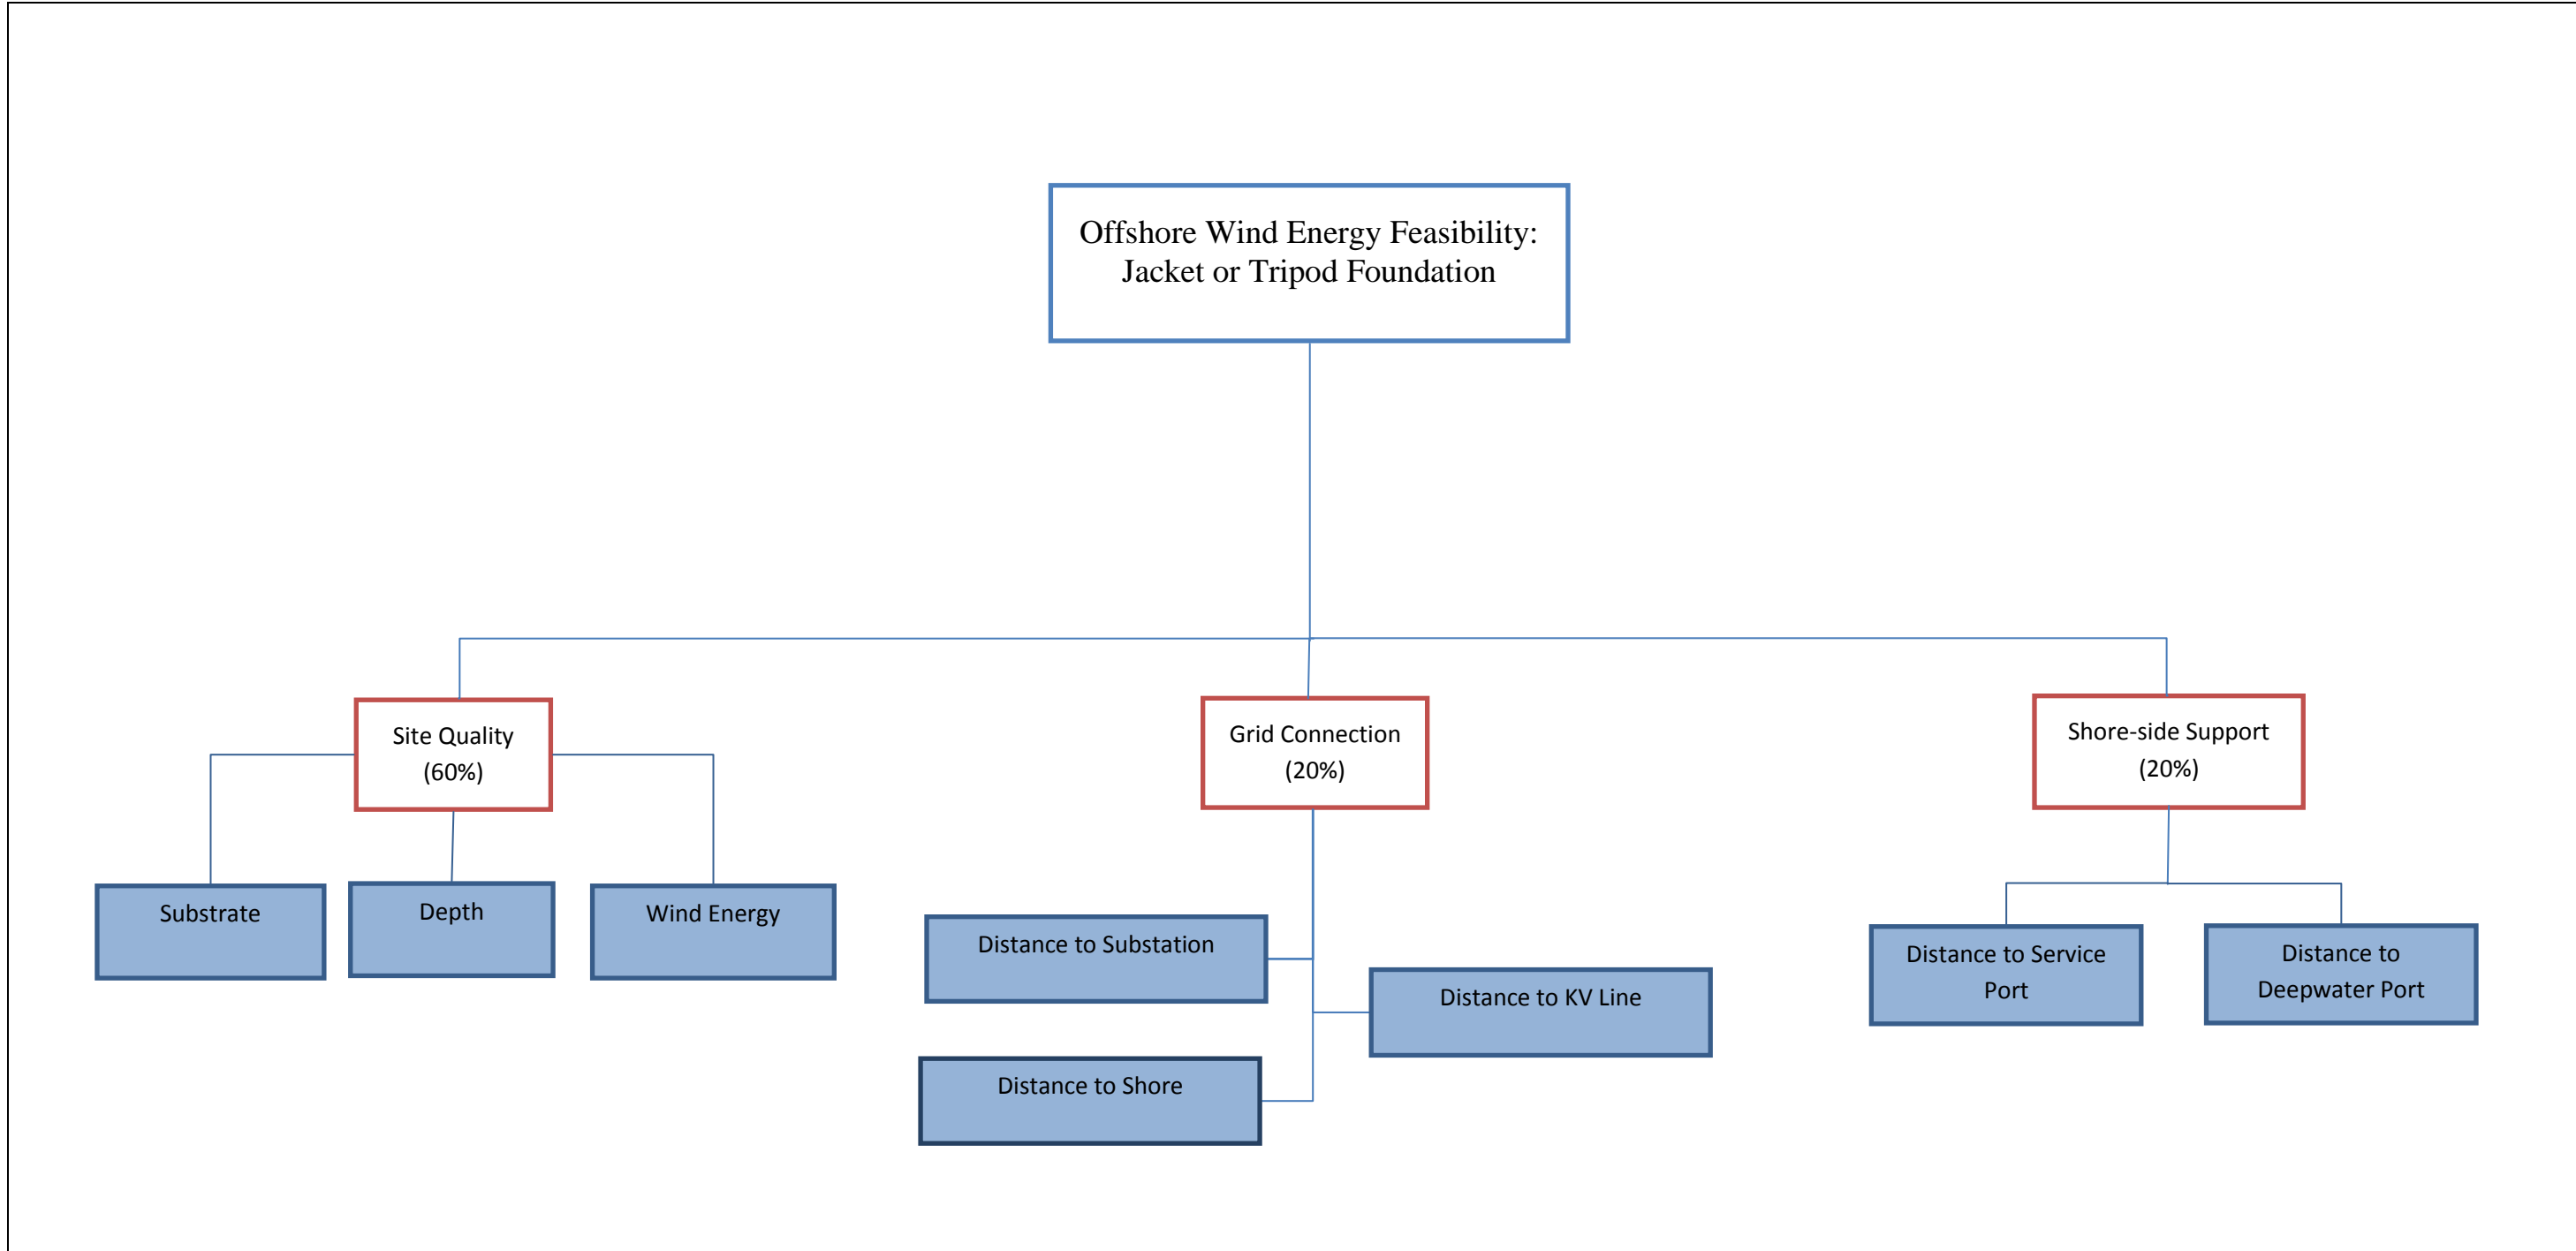 Offshore Wind Energy Feasibility:
Jacket or Tripod Foundation
Site Quality
(60%)
Grid Connection
(20%)
Shore-side Support
(20%)
Substrate
Depth
Wind Energy
Distance to Substation
Distance to KV Line
Distance to Shore
Distance to Service
Port
Distance to
Deepwater Port